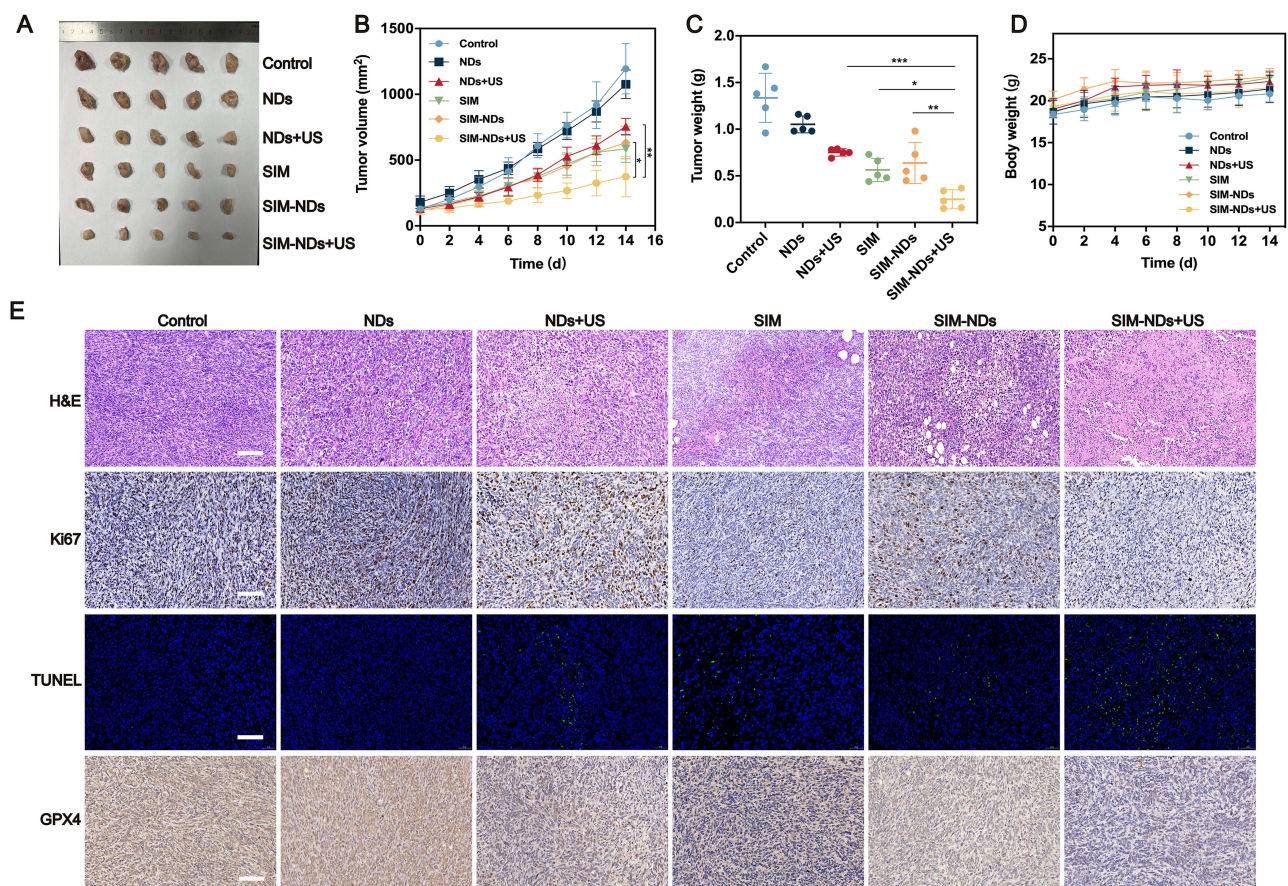 A
Control
NDs
NDs+US
SIM
SIM-NDs
SIM-NDs+US
B
Tumor volume (mm²)
1500
1000
500
0
0 2 4 6 8 10 12 14 16
Time (d)
Control
NDs
NDs+US
SIM
SIM-NDs
SIM-NDs+US
*
**
C
Tumor weight (g)
2.0
1.5
1.0
0.5
0.0
***
*
**
Control
NDs
NDs+US
SIM
SIM-NDs
SIM-NDs+US
D
Body weight (g)
25
20
15
10
5
0 2 4 6 8 10 12 14
Time (d)
Control
NDs
NDs+US
SIM
SIM-NDs
SIM-NDs+US
E
Control NDs NDs+US SIM SIM-NDs SIM-NDs+US
H&E
Ki67
TUNEL
GPX4